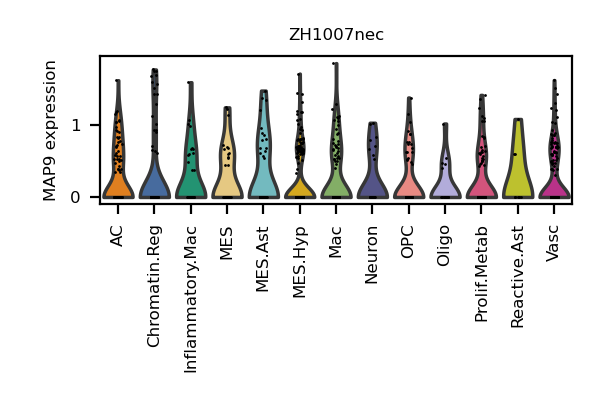 ZH1007nec
MAP9 expression
1
0
AC
Chromatin.Reg
Inflammatory.Mac
MES
MES.Ast
MES.Hyp
Mac
Neuron
OPC
Oligo
Prolif.Metab
Reactive.Ast
Vasc